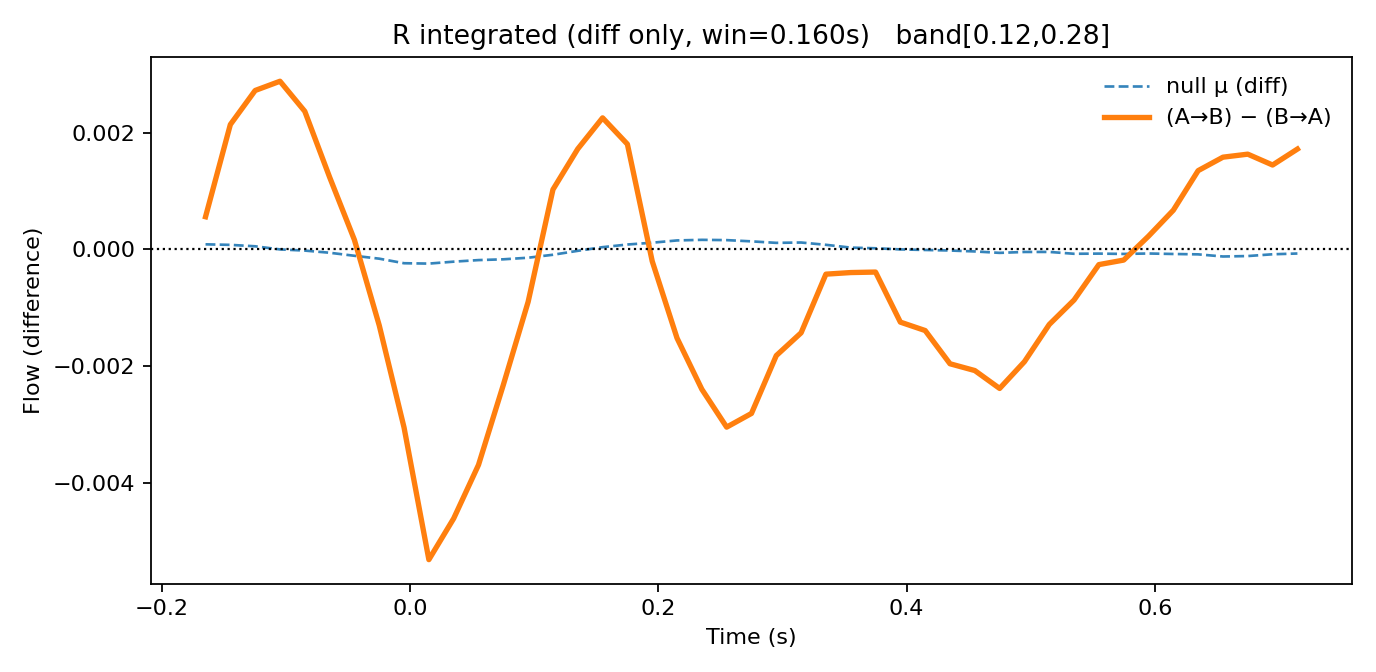 R integrated (diff only, win=0.160s)   band[0.12,0.28]
null μ (diff)
(A→B) − (B→A)
Flow (difference)
0.002
0.000
−0.002
−0.004
−0.2
0.0
0.2
0.4
0.6
Time (s)